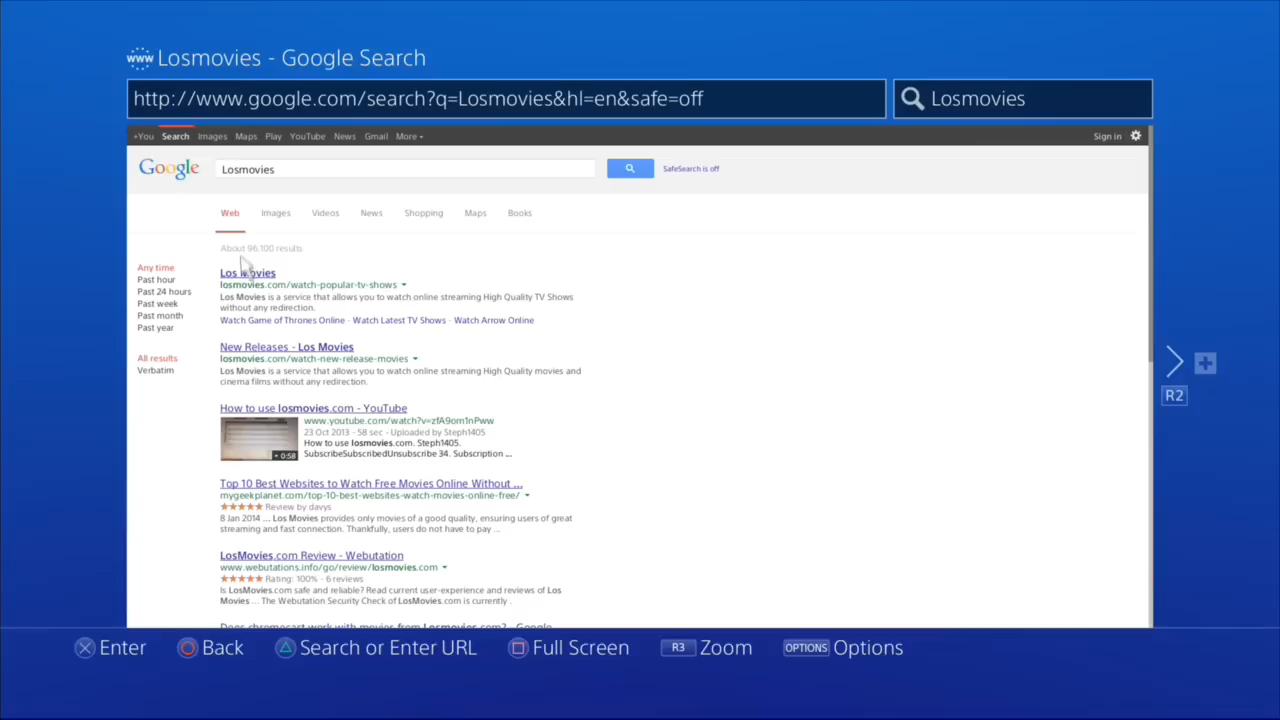 www Losmovies - Google Search
http://www.google.com/search?q=Losmovies&hl=en&safe=off
Losmovies
+You Search Images Maps Play YouTube News Gmail More
Sign in
Google
Losmovies
SafeSearch is off
Web Images Videos News Shopping Maps Books
About 96,100 results
Any time
Past hour
Past 24 hours
Past week
Past month
Past year
All results
Verbatim
Los Movies
losmovies.com/watch-popular-tv-shows
Los Movies is a service that allows you to watch online streaming High Quality TV Shows
without any redirection.
Watch Game of Thrones Online - Watch Latest TV Shows - Watch Arrow Online
New Releases - Los Movies
losmovies.com/watch-new-release-movies
Los Movies is a service that allows you to watch online streaming High Quality movies and
cinema films without any redirection.
How to use losmovies.com - YouTube
www.youtube.com/watch?v=zfA9om1nPww
23 Oct 2013 - 58 sec - Uploaded by Steph1405
How to use losmovies.com. Steph1405.
SubscribeSubscribedUnsubscribe 34. Subscription ...
0:58
Top 10 Best Websites to Watch Free Movies Online Without ...
mygeekplanet.com/top-10-best-websites-watch-movies-online-free/
Review by davys
8 Jan 2014 ... Los Movies provides only movies of a good quality, ensuring users of great
streaming and fast connection. Thankfully, users do not have to pay ...
LosMovies.com Review - Webutation
www.webutations.info/go/review/losmovies.com
Rating: 100% - 6 reviews
Is LosMovies.com safe and reliable? Read current user-experience and reviews of Los
Movies ... The Webutation Security Check of LosMovies.com is currently .
Does chromecast work with movies from Losmovies.com? - Google
R2
Enter Back Search or Enter URL Full Screen R3 Zoom OPTIONS Options